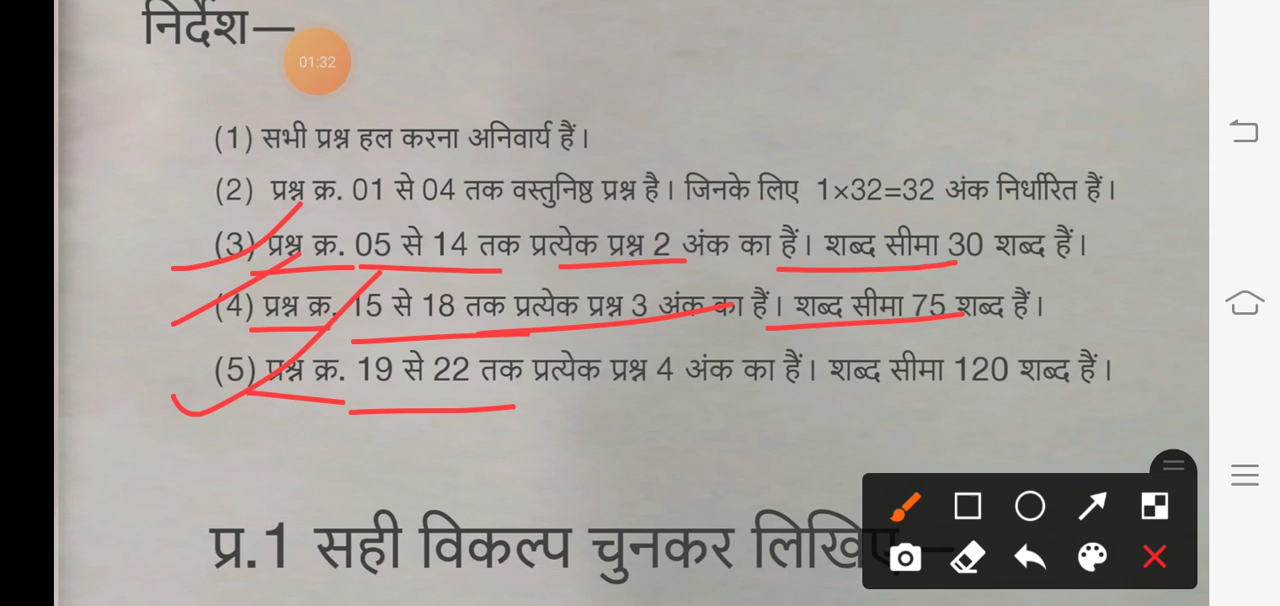 निर्देश—
01:32
(1) सभी प्रश्न हल करना अनिवार्य हैं।
(2) प्रश्न क्र. 01 से 04 तक वस्तुनिष्ठ प्रश्न है। जिनके लिए 1×32=32 अंक निर्धारित हैं।
(3) प्रश्न क्र. 05 से 14 तक प्रत्येक प्रश्न 2 अंक का हैं। शब्द सीमा 30 शब्द हैं।
(4) प्रश्न क्र. 15 से 18 तक प्रत्येक प्रश्न 3 अंक का हैं। शब्द सीमा 75 शब्द हैं।
(5) प्रश्न क्र. 19 से 22 तक प्रत्येक प्रश्न 4 अंक का हैं। शब्द सीमा 120 शब्द हैं।
प्र.1 सही विकल्प चुनकर लिखिए—